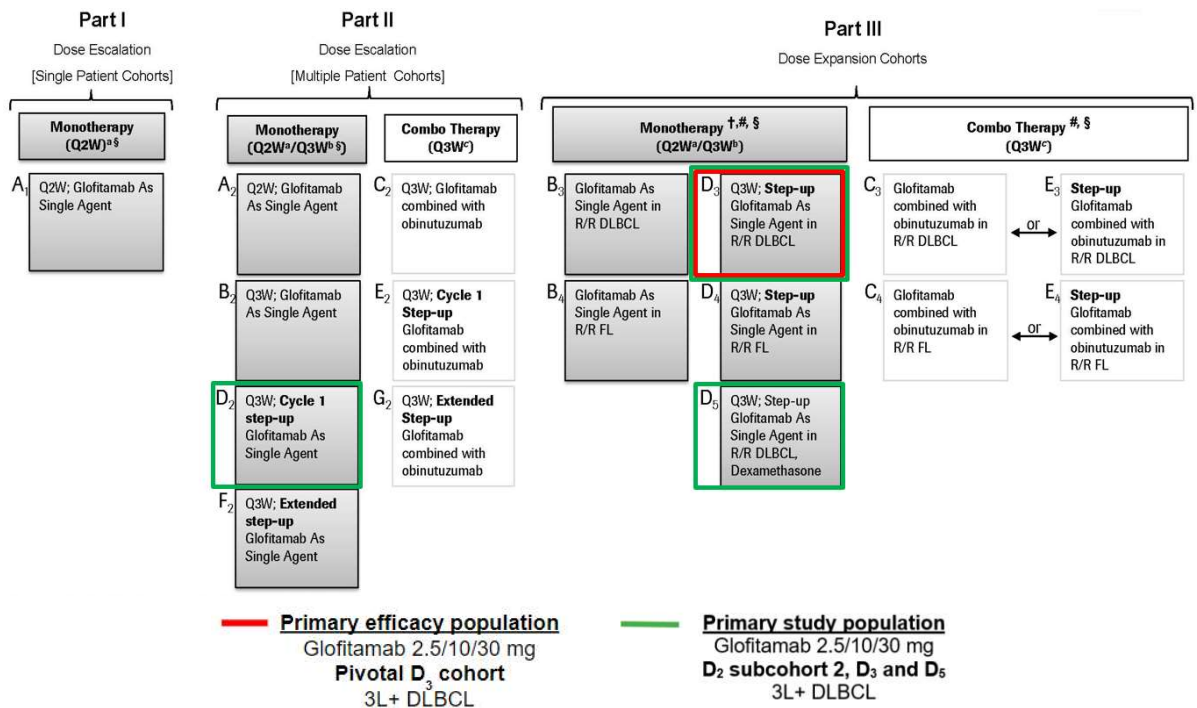 Part I
Dose Escalation
[Single Patient Cohorts]
Monotherapy
(Q2W)ᵃ §
A₁
Q2W; Glofitamab As
Single Agent
Part II
Dose Escalation
[Multiple Patient Cohorts]
Monotherapy
(Q2Wᵃ/Q3Wᵇ §)
Combo Therapy
(Q3Wᶜ)
A₂
Q2W; Glofitamab
As Single Agent
C₂
Q3W; Glofitamab
combined with
obinutuzumab
B₂
Q3W; Glofitamab
As Single Agent
E₂
Q3W; Cycle 1
Step-up
Glofitamab
combined with
obinutuzumab
D₂
Q3W; Cycle 1
step-up
Glofitamab As
Single Agent
G₂
Q3W; Extended
Step-up
Glofitamab
combined with
obinutuzumab
F₂
Q3W; Extended
step-up
Glofitamab As
Single Agent
Part III
Dose Expansion Cohorts
Monotherapy †,#, §
(Q2Wᵃ/Q3Wᵇ)
Combo Therapy #, §
(Q3Wᶜ)
B₃
Glofitamab As
Single Agent in
R/R DLBCL
D₃
Q3W; Step-up
Glofitamab As
Single Agent in
R/R DLBCL
C₃
Glofitamab
combined with
obinutuzumab in
R/R DLBCL
or
E₃
Step-up
Glofitamab
combined with
obinutuzumab in
R/R DLBCL
B₄
Glofitamab As
Single Agent in
R/R FL
D₄
Q3W; Step-up
Glofitamab As
Single Agent in
R/R FL
C₄
Glofitamab
combined with
obinutuzumab in
R/R FL
or
E₄
Step-up
Glofitamab
combined with
obinutuzumab in
R/R FL
D₅
Q3W; Step-up
Glofitamab As
Single Agent in
R/R DLBCL,
Dexamethasone
Primary efficacy population
Glofitamab 2.5/10/30 mg
Pivotal D₃ cohort
3L+ DLBCL
Primary study population
Glofitamab 2.5/10/30 mg
D₂ subcohort 2, D₃ and D₅
3L+ DLBCL